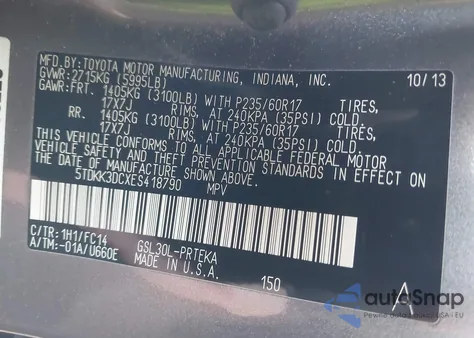 MFD. BY: TOYOTA MOTOR MANUFACTURING, INDIANA, INC. 10/13
GVWR: 2715KG (5995LB)
GAWR: FRT. 1405KG (3100LB) WITH P235/60R17 TIRES,
17X7J RIMS, AT 240KPA (35PSI) COLD.
RR. 1405KG (3100LB) WITH P235/60R17 TIRES,
17X7J RIMS, AT 240KPA (35PSI) COLD.
THIS VEHICLE CONFORMS TO ALL APPLICABLE FEDERAL MOTOR
VEHICLE SAFETY AND THEFT PREVENTION STANDARDS
IN EFFECT ON THE DATE OF MANUFACTURE SHOWN ABOVE.
5TDKK3DCXES418790 MPV
C/TR: 1H1/FC14 GSL30L-PRTEKA
A/TM: -01A/U660E MADE IN U.S.A. 150 A
autoSnap
Pewne auta z USA i EU